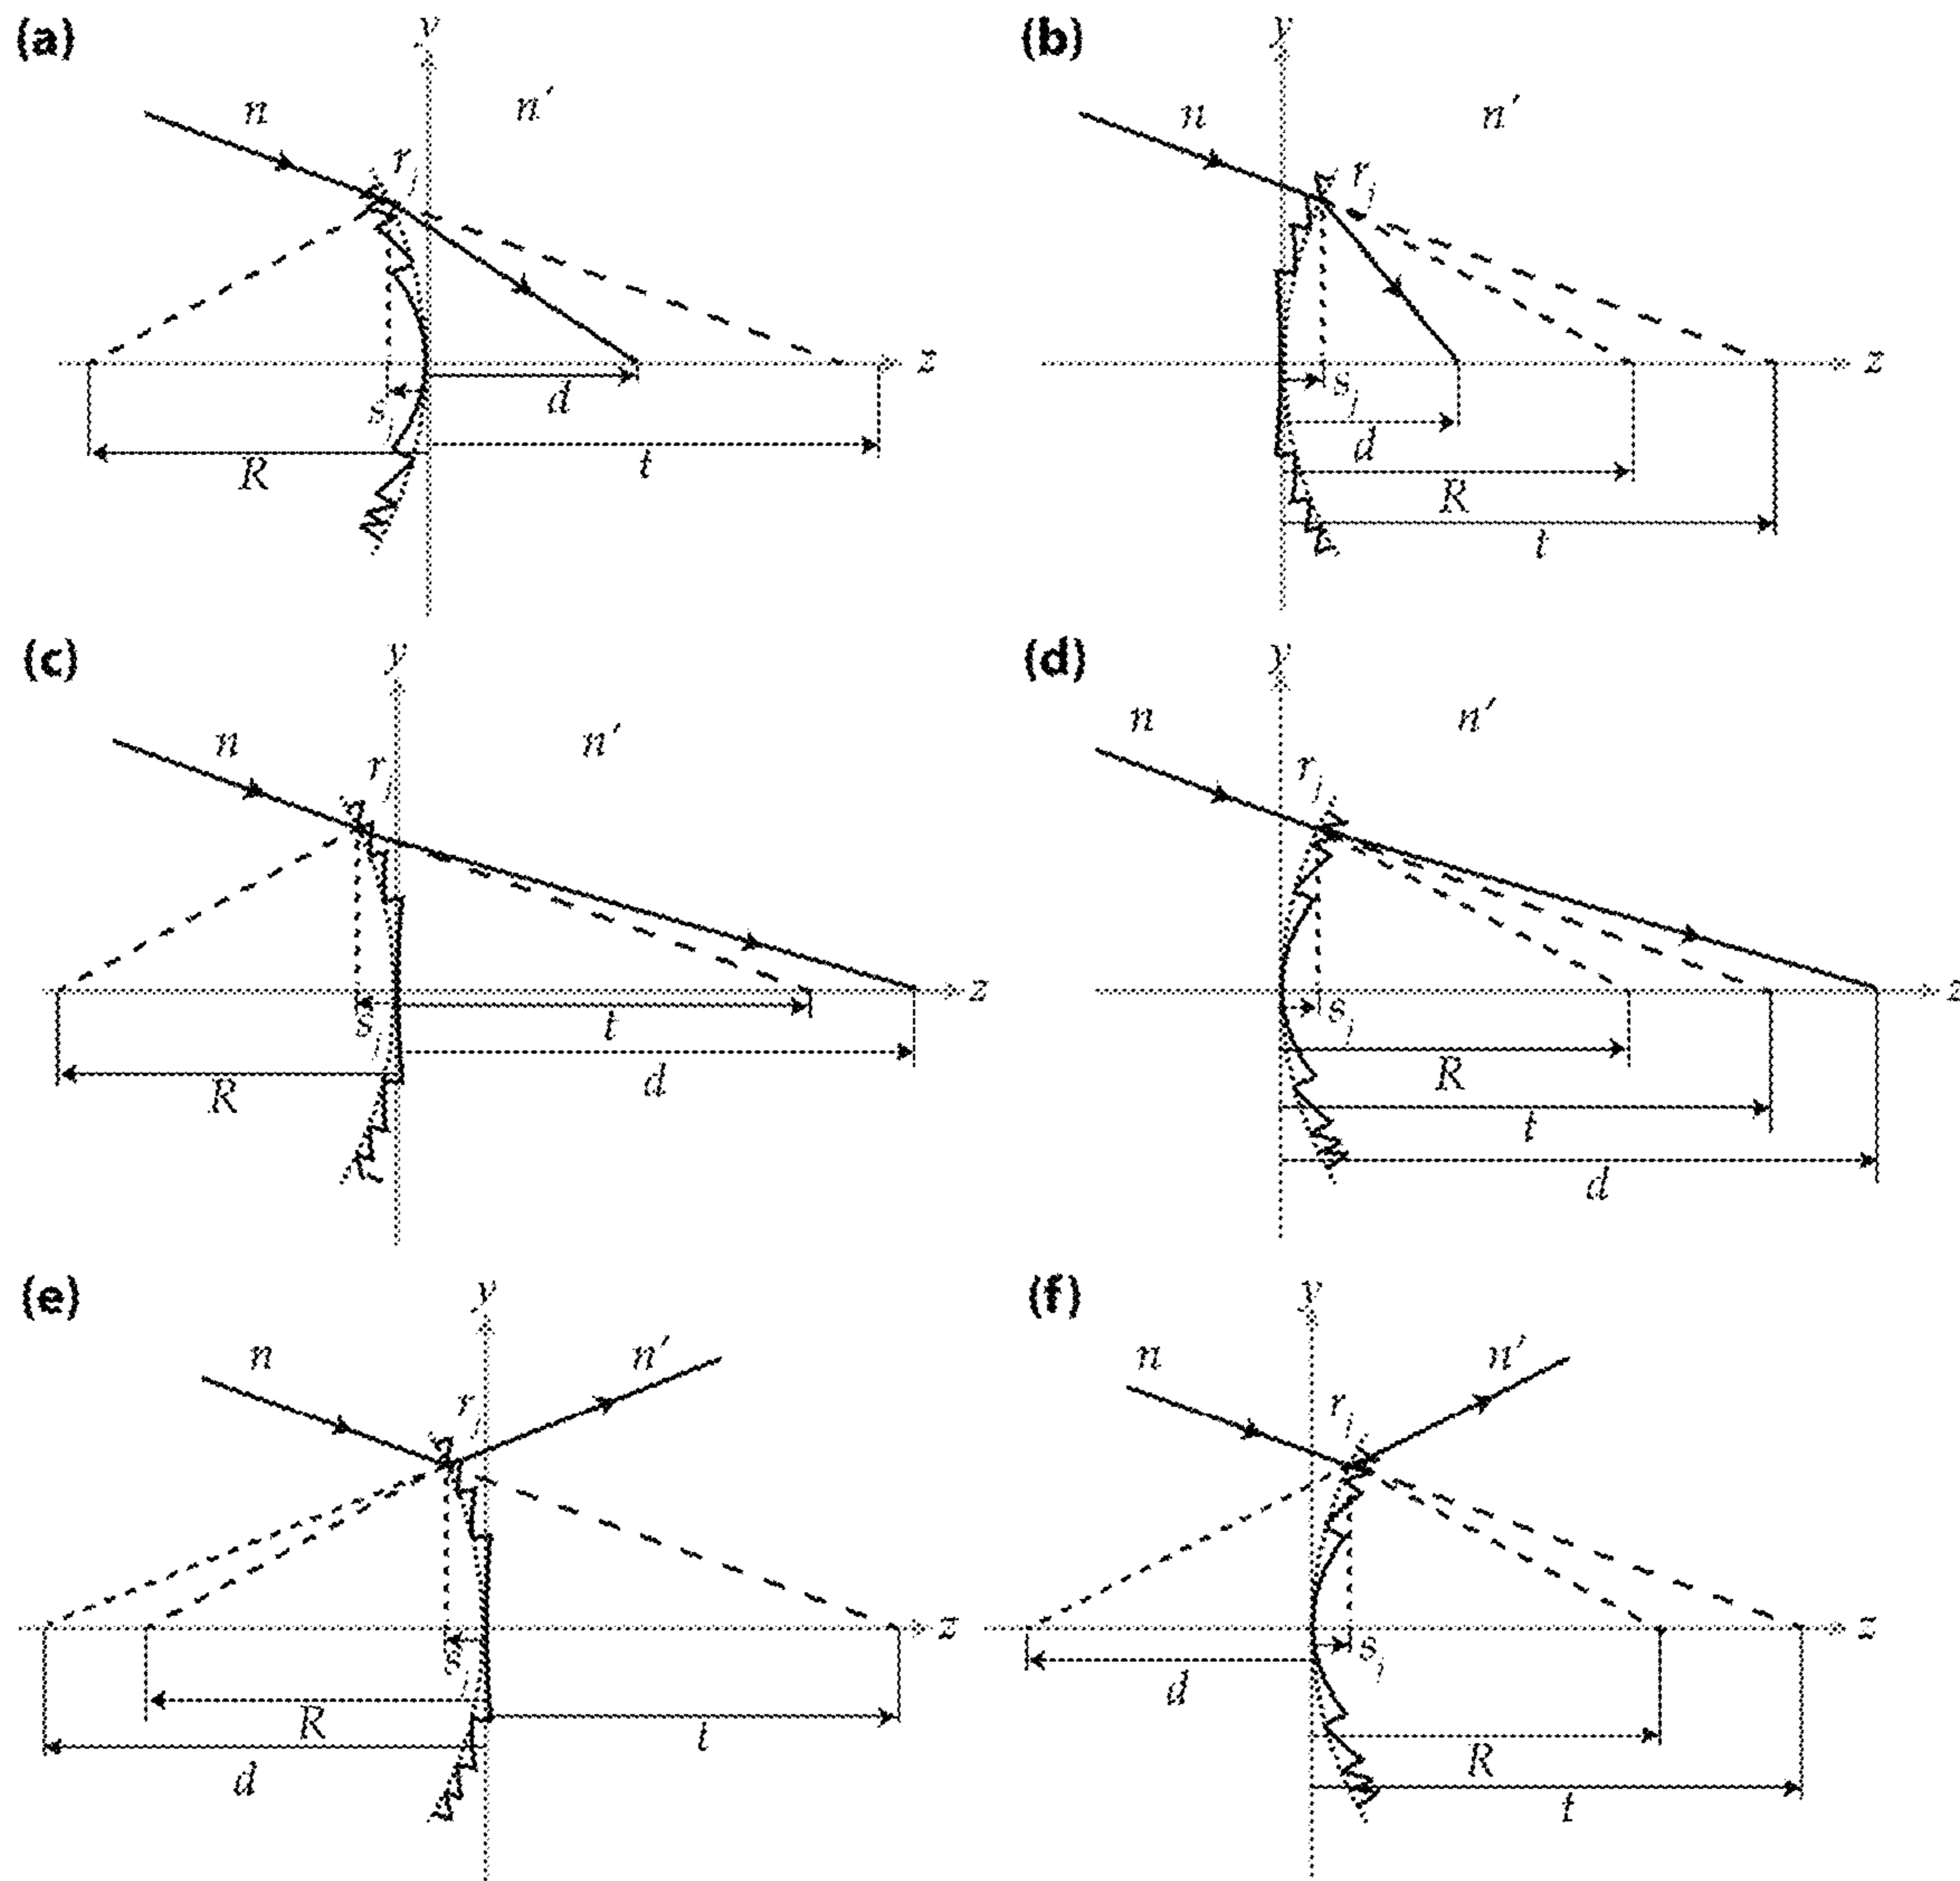 (a)
y
n
n′
r_j
z
s_j
d
R
t
(b)
y
n
n′
r_j
z
s_j
d
R
t
(c)
y
n
n′
r_j
z
s_j
t
d
R
(d)
y
n
n′
r_j
z
s_j
R
t
d
(e)
y
n
n′
r_j
z
s_j
R
t
d
(f)
y
n
n′
r_j
z
s_j
d
R
t